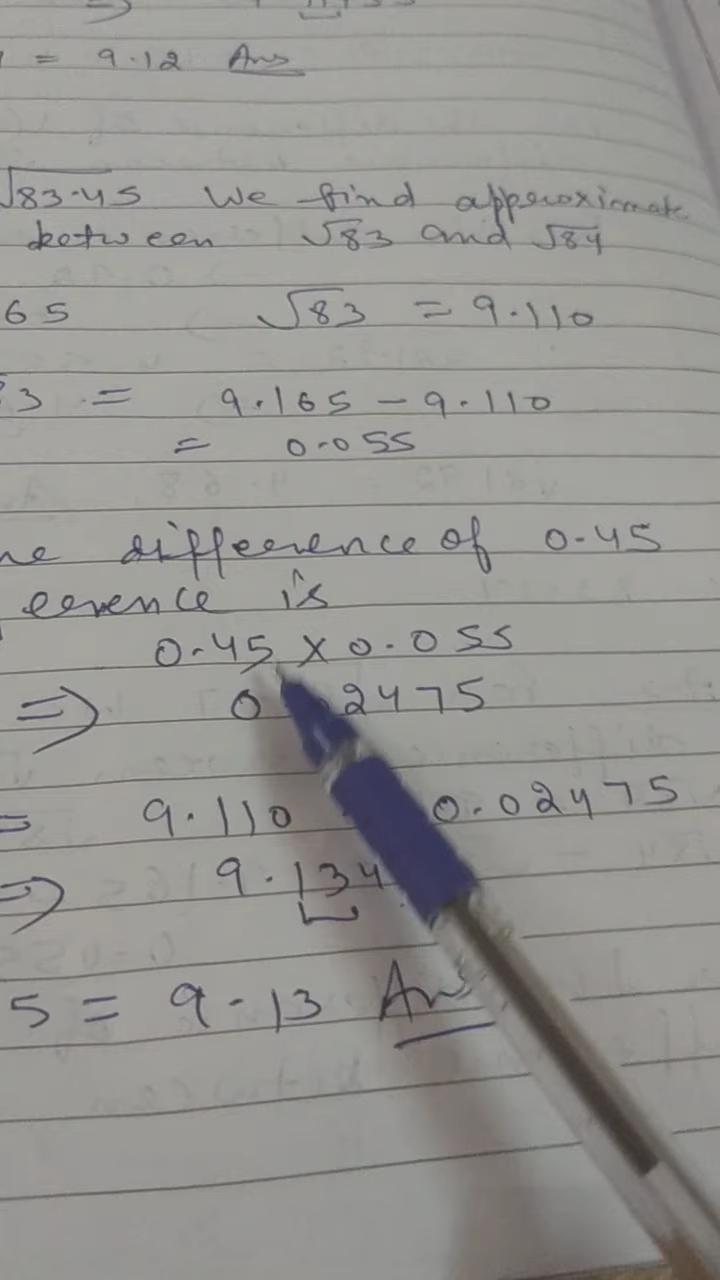 = 9.12 Ans
√83.45 We find approximate
between √83 and √84
65 √83 = 9.110
3 = 9.165 - 9.110
= 0.055
difference of 0.45
erence is
0.45 × 0.055
⇒ 0 2475
= 9.110 0.02475
⇒ 9.134
5 = 9.13 Ans